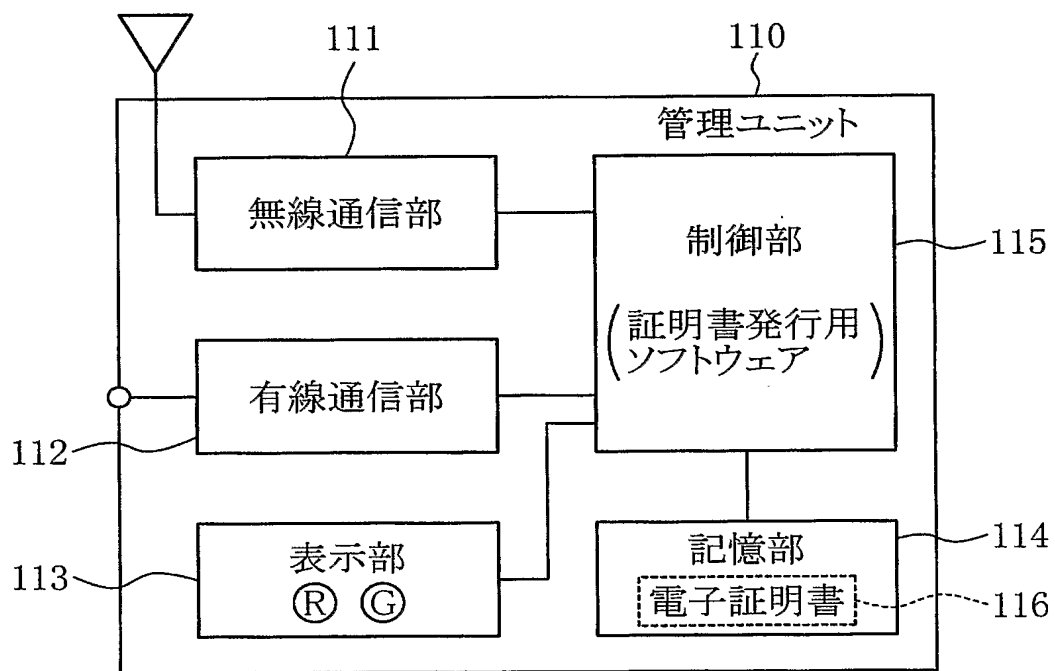 111
110
管理ユニット
無線通信部
制御部
115
(証明書発行用
ソフトウェア)
有線通信部
112
表示部
Ⓡ Ⓖ
113
記憶部
114
電子証明書
116